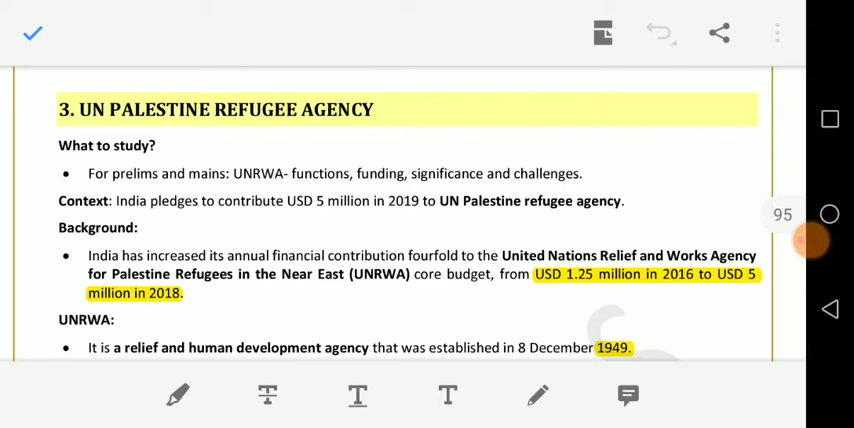 3. UN PALESTINE REFUGEE AGENCY
What to study?
• For prelims and mains: UNRWA- functions, funding, significance and challenges.
Context: India pledges to contribute USD 5 million in 2019 to UN Palestine refugee agency.
95
Background:
• India has increased its annual financial contribution fourfold to the United Nations Relief and Works Agency
for Palestine Refugees in the Near East (UNRWA) core budget, from USD 1.25 million in 2016 to USD 5
million in 2018.
UNRWA:
• It is a relief and human development agency that was established in 8 December 1949.
T
T
T